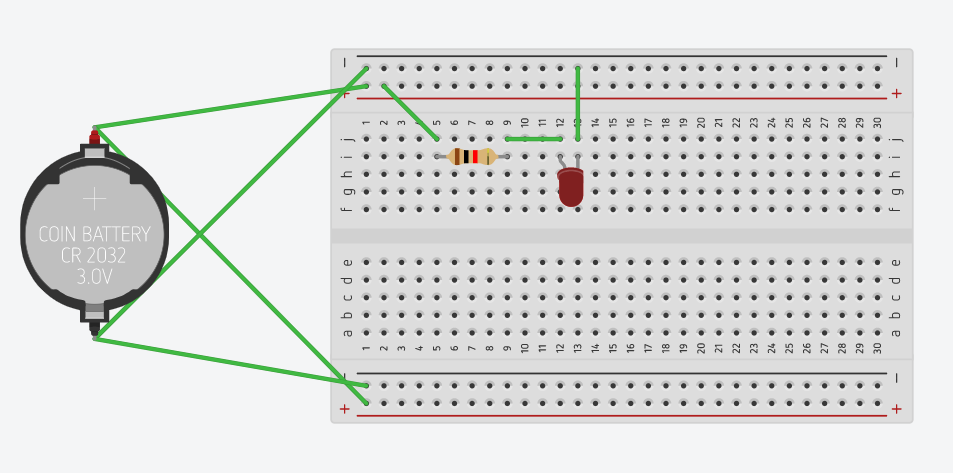 − −
+ +
1 2 3 4 5 6 7 8 9 10 11 12 13 14 15 16 17 18 19 20 21 22 23 24 25 26 27 28 29 30
j j
i i
h h
g g
f f
COIN BATTERY
CR 2032
3.0V
e e
d d
c c
b b
a a
1 2 3 4 5 6 7 8 9 10 11 12 13 14 15 16 17 18 19 20 21 22 23 24 25 26 27 28 29 30
− −
+ +